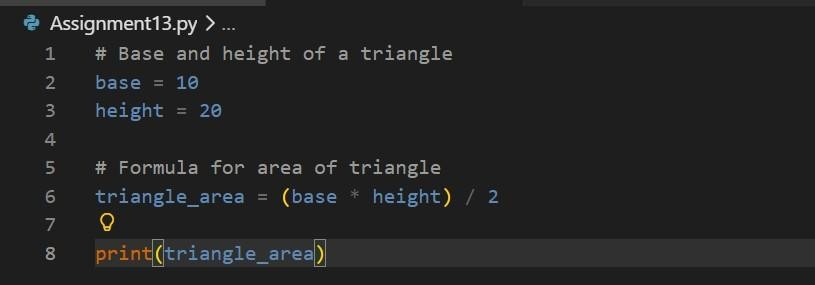 Assignment13.py > ...
1 # Base and height of a triangle
2 base = 10
3 height = 20
4
5 # Formula for area of triangle
6 triangle_area = (base * height) / 2
7
8 print(triangle_area)